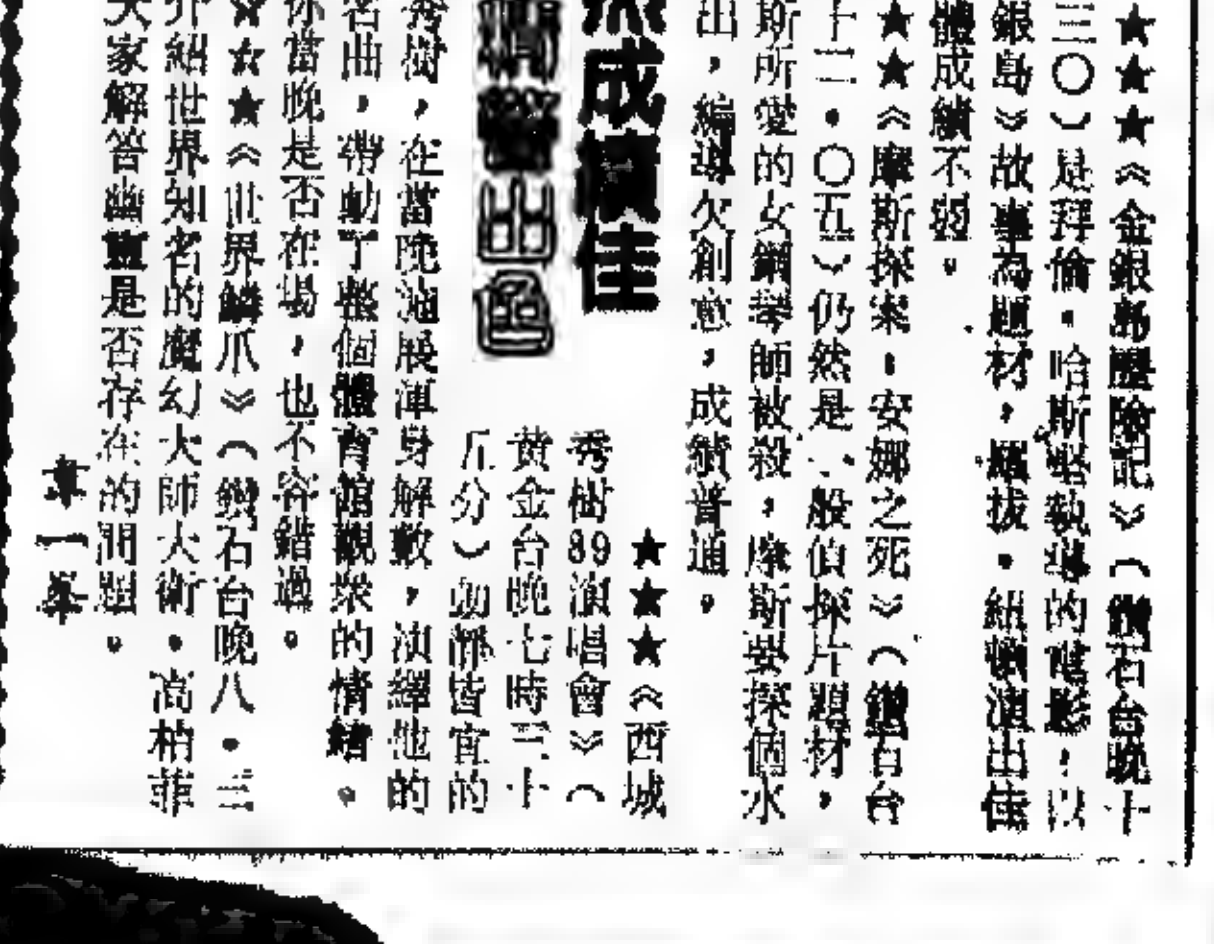 ★★★《金銀島歷險記》（鑽石台晚十
三〇）是拜倫•哈斯堅執導的電影，以
銀島》故事為題材，羅拔•紐頓演出佳
體成績不弱。
★★《摩斯探案：安娜之死》（鑽石台
十二•〇五）仍然是一般偵探片題材，
斯所愛的女鋼琴師被殺，摩斯要探個水
出，編導欠創意，成績普通。
成績佳
出色
★★★《西城
秀樹89演唱會》（
黃金台晚七時三十
五分）動靜皆宜的
秀樹，在當晚施展渾身解數，演繹他的
名曲，帶動了整個體育館觀眾的情緒。
你當晚是否在場，也不容錯過。
★★《世界鱗爪》（鑽石台晚八•三
介紹世界知名的魔幻大師大衛•高柏菲
大家解答幽靈是否存在的問題。
韋一峯